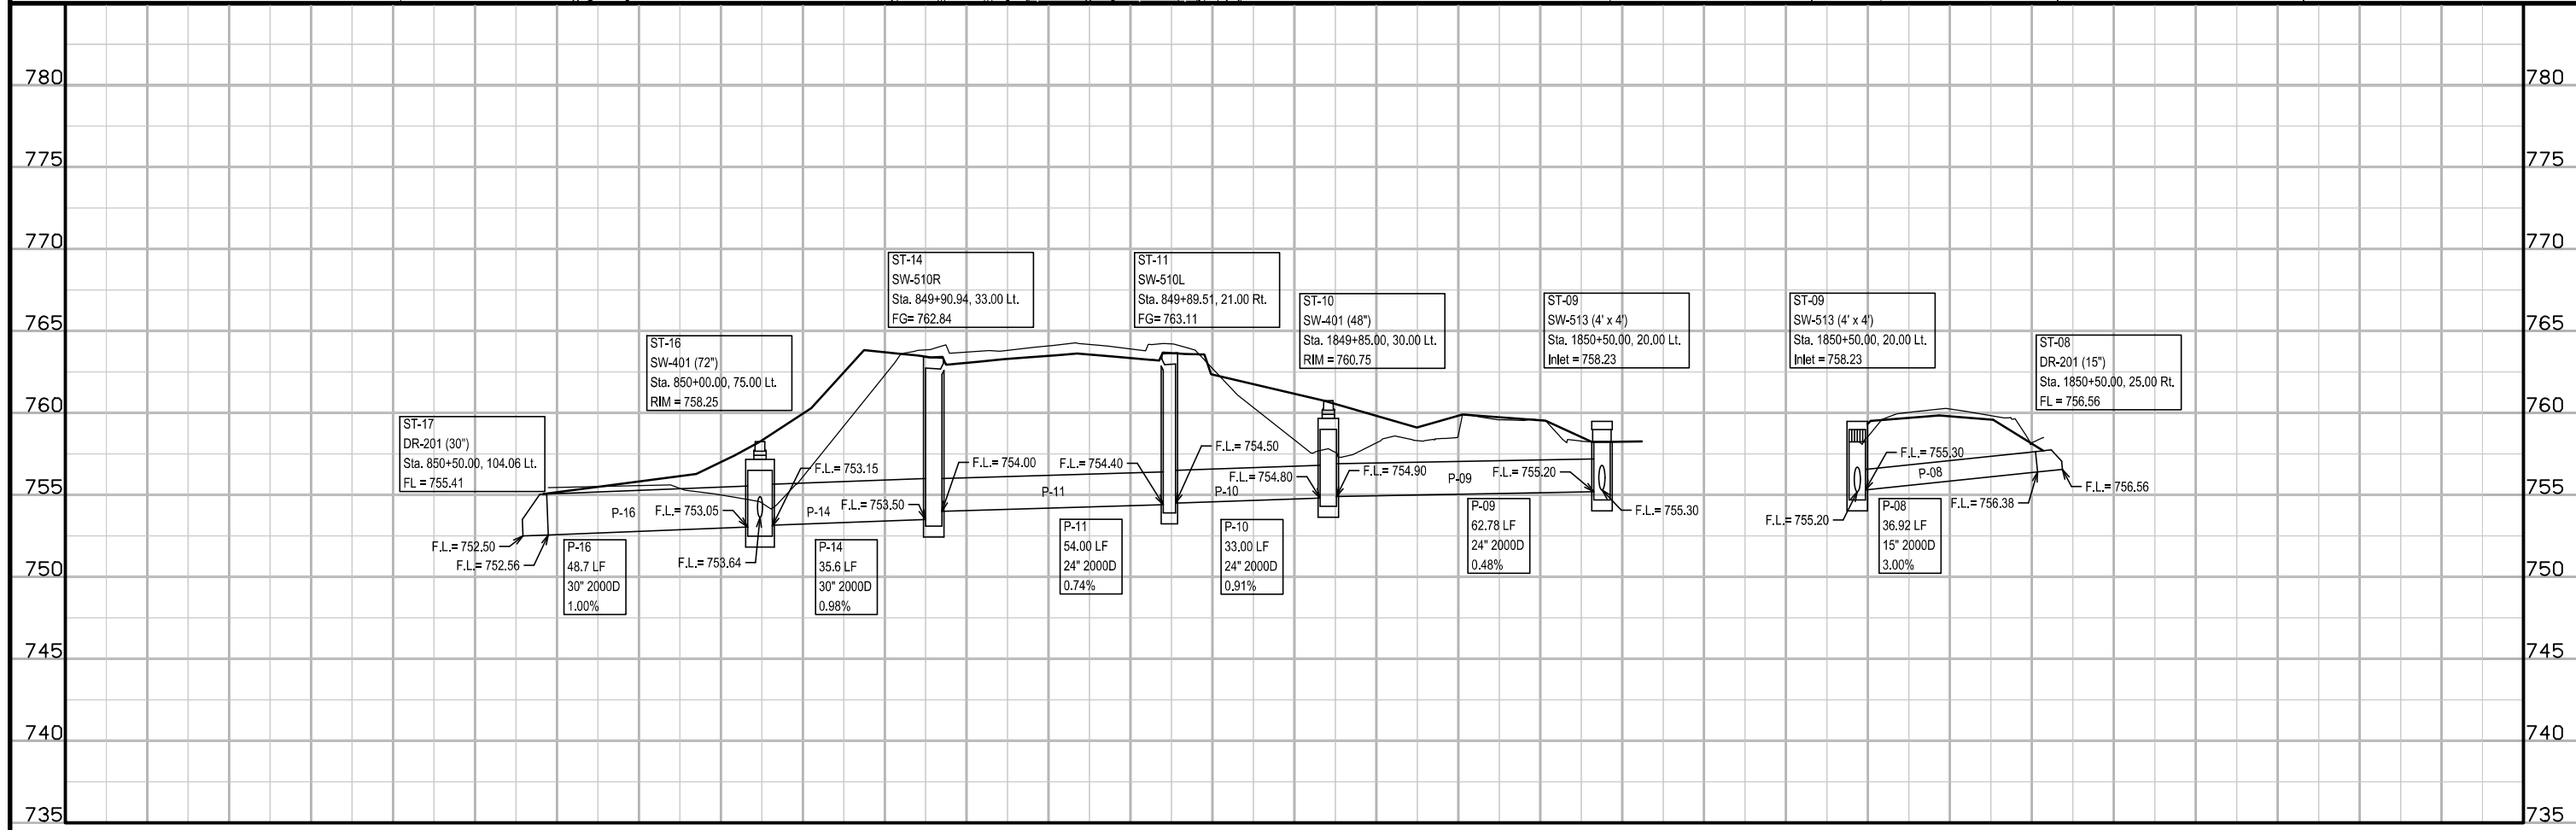 780
775
770
765
760
755
750
745
740
735
ST-17
DR-201 (30")
Sta. 850+50.00, 104.06 Lt.
FL = 755.41
ST-16
SW-401 (72")
Sta. 850+00.00, 75.00 Lt.
RIM = 758.25
ST-14
SW-510R
Sta. 849+90.94, 33.00 Lt.
FG= 762.84
ST-11
SW-510L
Sta. 849+89.51, 21.00 Rt.
FG= 763.11
ST-10
SW-401 (48")
Sta. 1849+85.00, 30.00 Lt.
RIM = 760.75
ST-09
SW-513 (4' x 4')
Sta. 1850+50.00, 20.00 Lt.
Inlet = 758.23
ST-09
SW-513 (4' x 4')
Sta. 1850+50.00, 20.00 Lt.
Inlet = 758.23
ST-08
DR-201 (15")
Sta. 1850+50.00, 25.00 Rt.
FL = 756.56
F.L.= 752.50
F.L.= 752.56
P-16
F.L.= 753.05
F.L.= 753.64
F.L.= 753.15
P-14
F.L.= 753.50
F.L.= 754.00
P-11
F.L.= 754.40
F.L.= 754.50
P-10
F.L.= 754.80
F.L.= 754.90
P-09
F.L.= 755.20
F.L.= 755.30
F.L.= 755.20
F.L.= 755.30
P-08
F.L.= 756.38
F.L.= 756.56
P-16
48.7 LF
30" 2000D
1.00%
P-14
35.6 LF
30" 2000D
0.98%
P-11
54.00 LF
24" 2000D
0.74%
P-10
33.00 LF
24" 2000D
0.91%
P-09
62.78 LF
24" 2000D
0.48%
P-08
36.92 LF
15" 2000D
3.00%
780
775
770
765
760
755
750
745
740
735